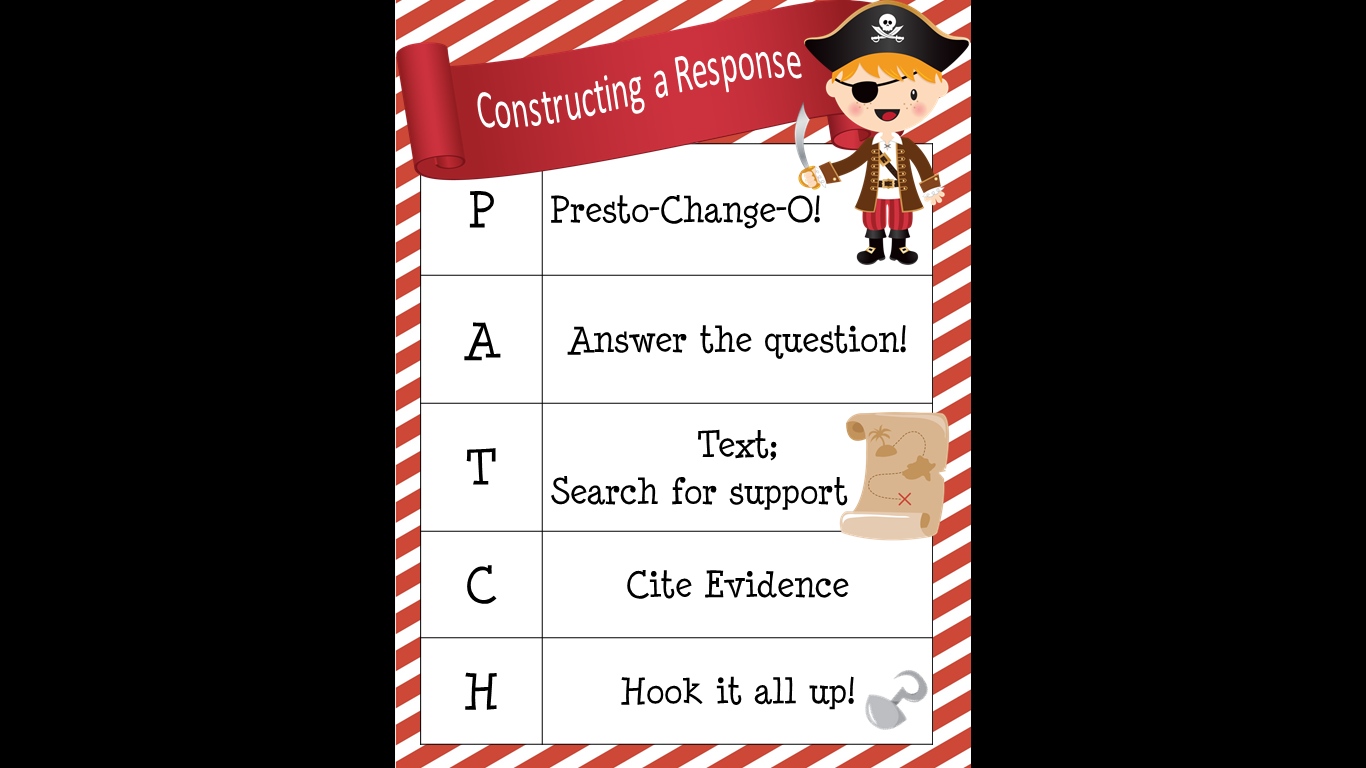 Constructing a Response
P
Presto-Change-O!
A
Answer the question!
T
Text;
Search for support
C
Cite Evidence
H
Hook it all up!